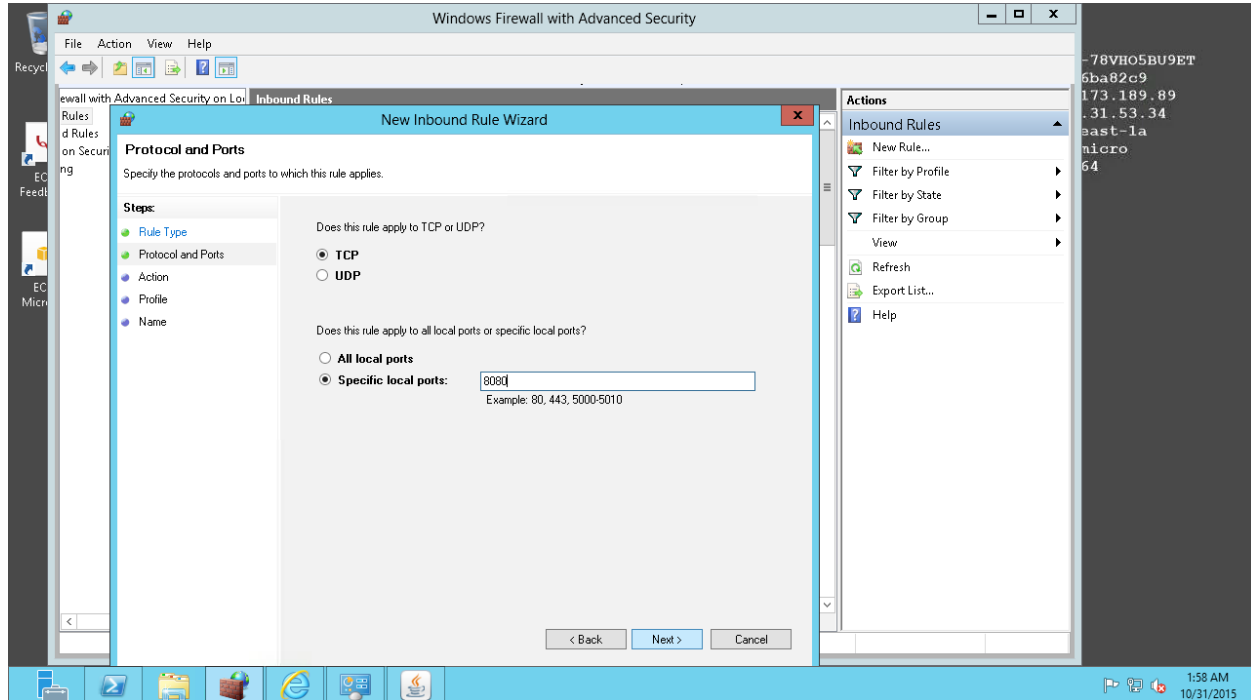 Windows Firewall with Advanced Security
File Action View Help
Recycl
-78VHO5BU9ET
6ba82c9
173.189.89
.31.53.34
east-1a
micro
64
ewall with Advanced Security on Loc
Rules
d Rules
on Securi
ng
Inbound Rules
Actions
Inbound Rules
New Rule...
Filter by Profile
Filter by State
Filter by Group
View
Refresh
Export List...
Help
EC
Feedb
EC
Micro
New Inbound Rule Wizard
Protocol and Ports
Specify the protocols and ports to which this rule applies.
Steps:
Rule Type
Protocol and Ports
Action
Profile
Name
Does this rule apply to TCP or UDP?
TCP
UDP
Does this rule apply to all local ports or specific local ports?
All local ports
Specific local ports: 8080
Example: 80, 443, 5000-5010
< Back Next > Cancel
1:58 AM
10/31/2015